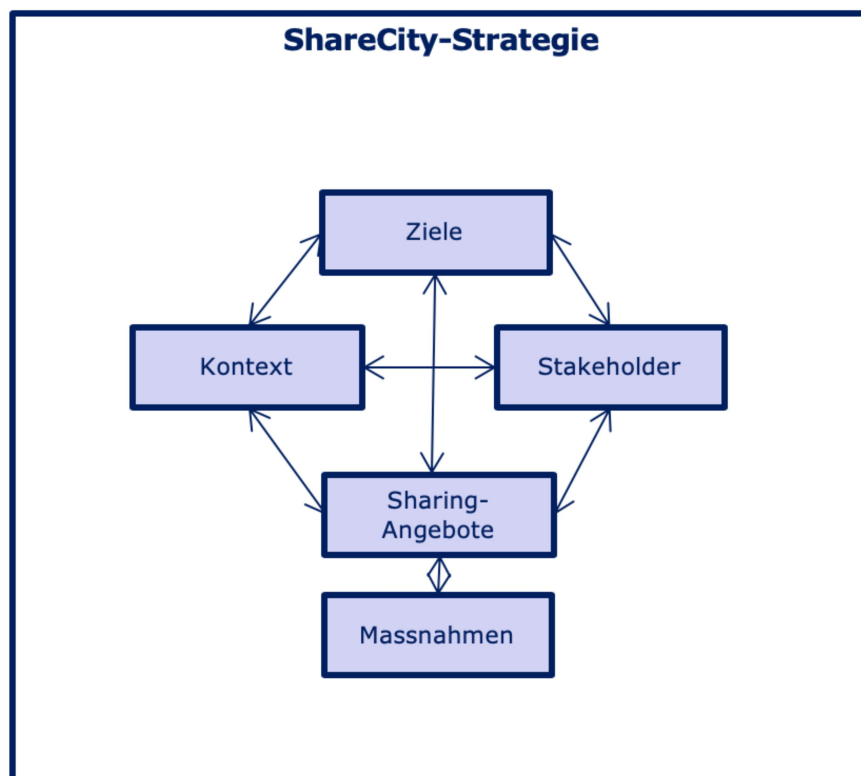 ShareCity-Strategie
Ziele
Kontext
Stakeholder
Sharing-
Angebote
Massnahmen